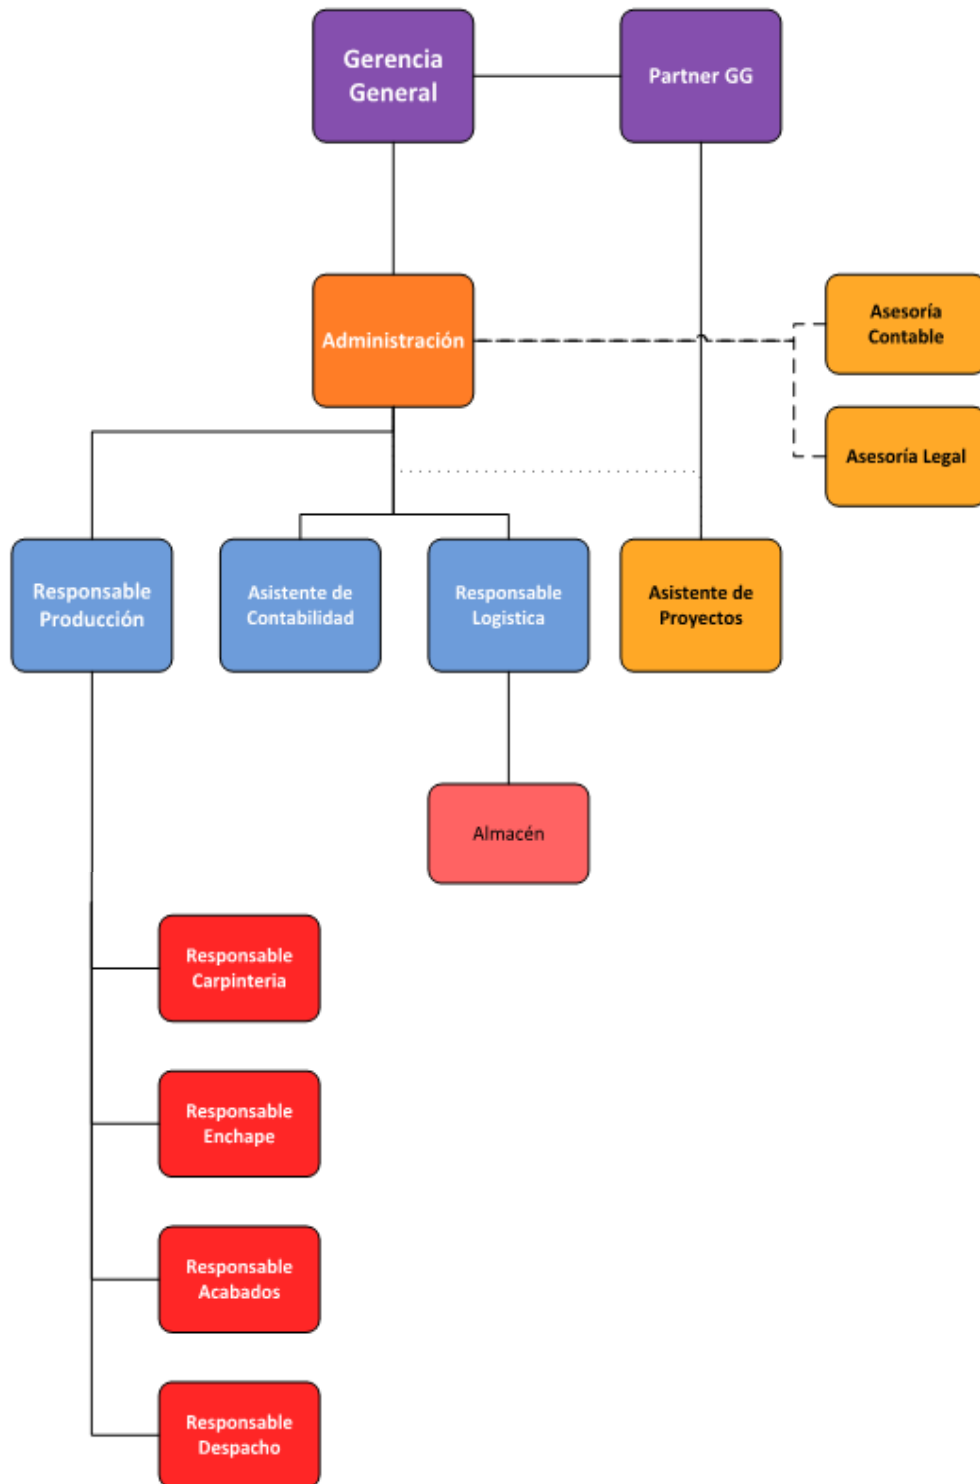 Gerencia
General
Partner GG
Administración
Asesoría
Contable
Asesoría Legal
Responsable
Producción
Asistente de
Contabilidad
Responsable
Logistica
Asistente de
Proyectos
Almacén
Responsable
Carpinteria
Responsable
Enchape
Responsable
Acabados
Responsable
Despacho